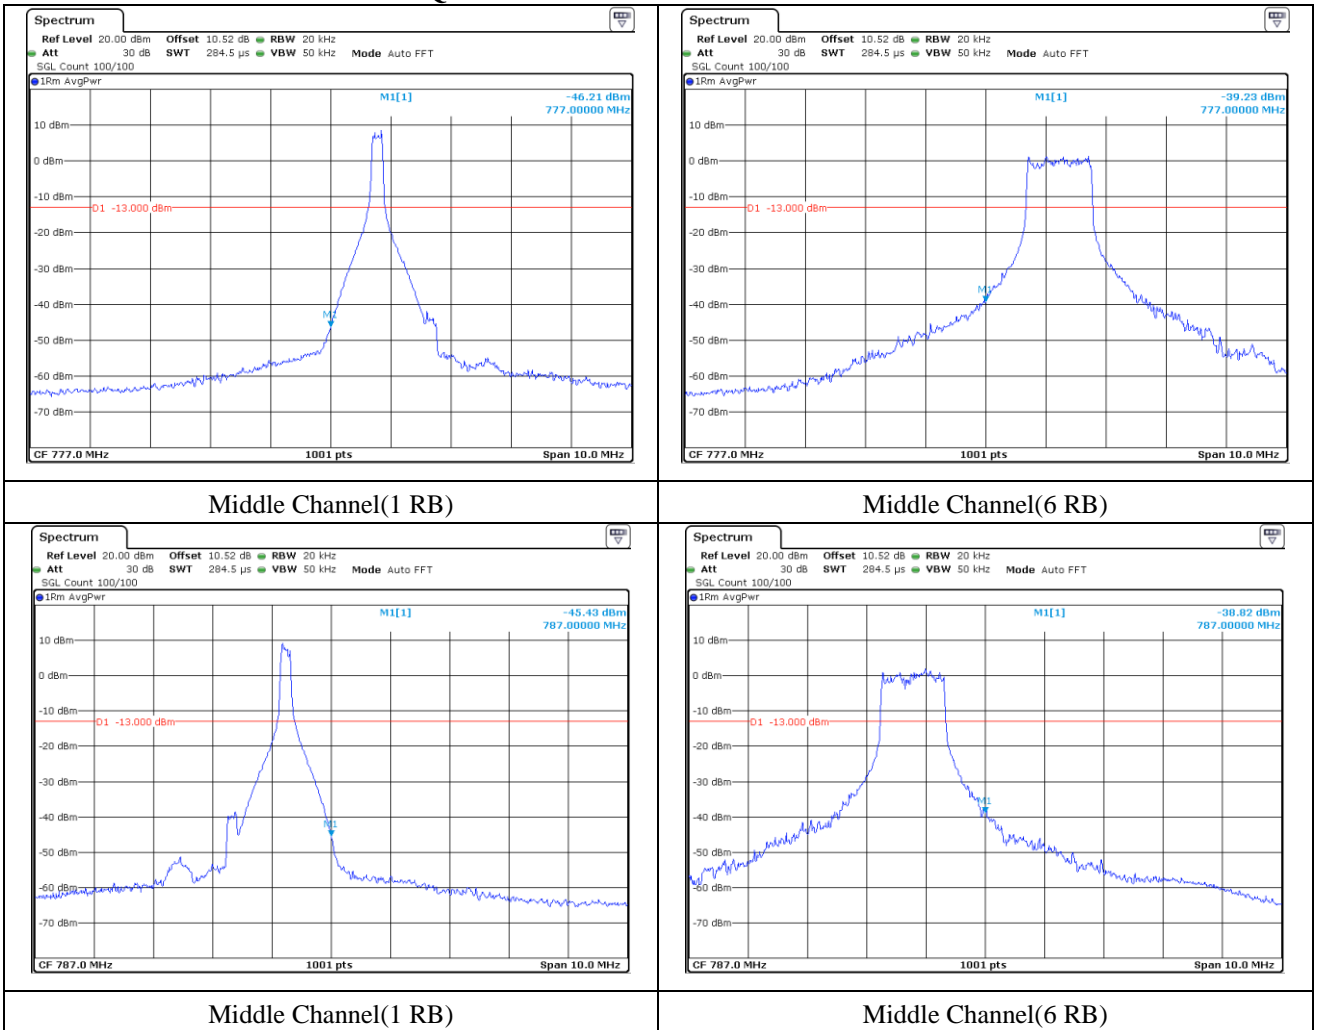 Spectrum
Ref Level 20.00 dBm Offset 10.52 dB RBW 20 kHz
Att 30 dB SWT 284.5 µs VBW 50 kHz Mode Auto FFT
SGL Count 100/100
1Rm AvgPwr
M1[1] -46.21 dBm
777.00000 MHz
10 dBm
0 dBm
-10 dBm
D1 -13.000 dBm
-20 dBm
-30 dBm
-40 dBm
M1
-50 dBm
-60 dBm
-70 dBm
CF 777.0 MHz 1001 pts Span 10.0 MHz
Middle Channel(1 RB)
Spectrum
Ref Level 20.00 dBm Offset 10.52 dB RBW 20 kHz
Att 30 dB SWT 284.5 µs VBW 50 kHz Mode Auto FFT
SGL Count 100/100
1Rm AvgPwr
M1[1] -39.23 dBm
777.00000 MHz
10 dBm
0 dBm
-10 dBm
D1 -13.000 dBm
-20 dBm
-30 dBm
M1
-40 dBm
-50 dBm
-60 dBm
-70 dBm
CF 777.0 MHz 1001 pts Span 10.0 MHz
Middle Channel(6 RB)
Spectrum
Ref Level 20.00 dBm Offset 10.52 dB RBW 20 kHz
Att 30 dB SWT 284.5 µs VBW 50 kHz Mode Auto FFT
SGL Count 100/100
1Rm AvgPwr
M1[1] -45.43 dBm
787.00000 MHz
10 dBm
0 dBm
-10 dBm
D1 -13.000 dBm
-20 dBm
-30 dBm
-40 dBm
M1
-50 dBm
-60 dBm
-70 dBm
CF 787.0 MHz 1001 pts Span 10.0 MHz
Middle Channel(1 RB)
Spectrum
Ref Level 20.00 dBm Offset 10.52 dB RBW 20 kHz
Att 30 dB SWT 284.5 µs VBW 50 kHz Mode Auto FFT
SGL Count 100/100
1Rm AvgPwr
M1[1] -38.82 dBm
787.00000 MHz
10 dBm
0 dBm
-10 dBm
D1 -13.000 dBm
-20 dBm
-30 dBm
M1
-40 dBm
-50 dBm
-60 dBm
-70 dBm
CF 787.0 MHz 1001 pts Span 10.0 MHz
Middle Channel(6 RB)